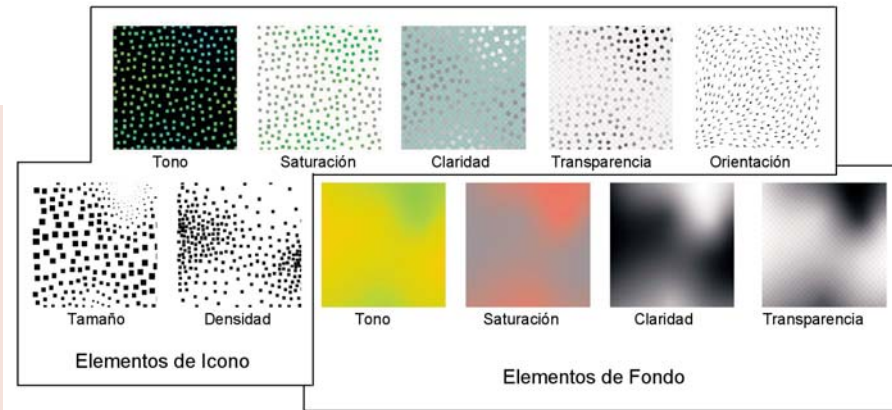 Tono Saturación Claridad Transparencia Orientación
Tamaño Densidad Tono Saturación Claridad Transparencia
Elementos de Icono
Elementos de Fondo